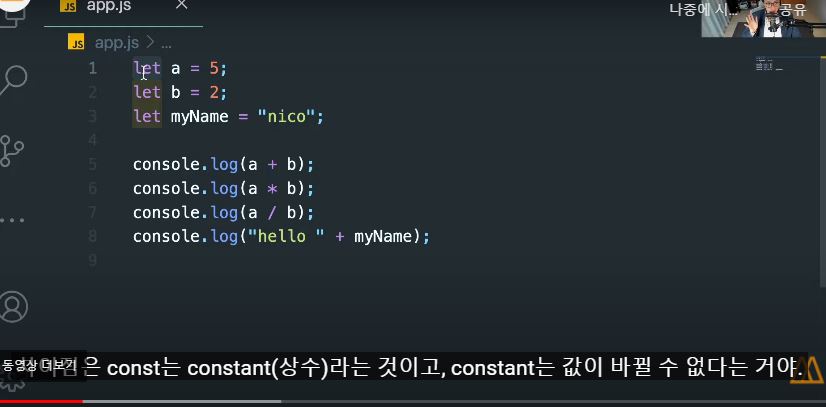 JS app.js ×
나중에 시... 공유
JS app.js > ...
1 let a = 5;
2 let b = 2;
3 let myName = "nico";
4
5 console.log(a + b);
6 console.log(a * b);
7 console.log(a / b);
8 console.log("hello " + myName);
9
동영상 더보기
은 const는 constant(상수)라는 것이고, constant는 값이 바뀔 수 없다는 거야.